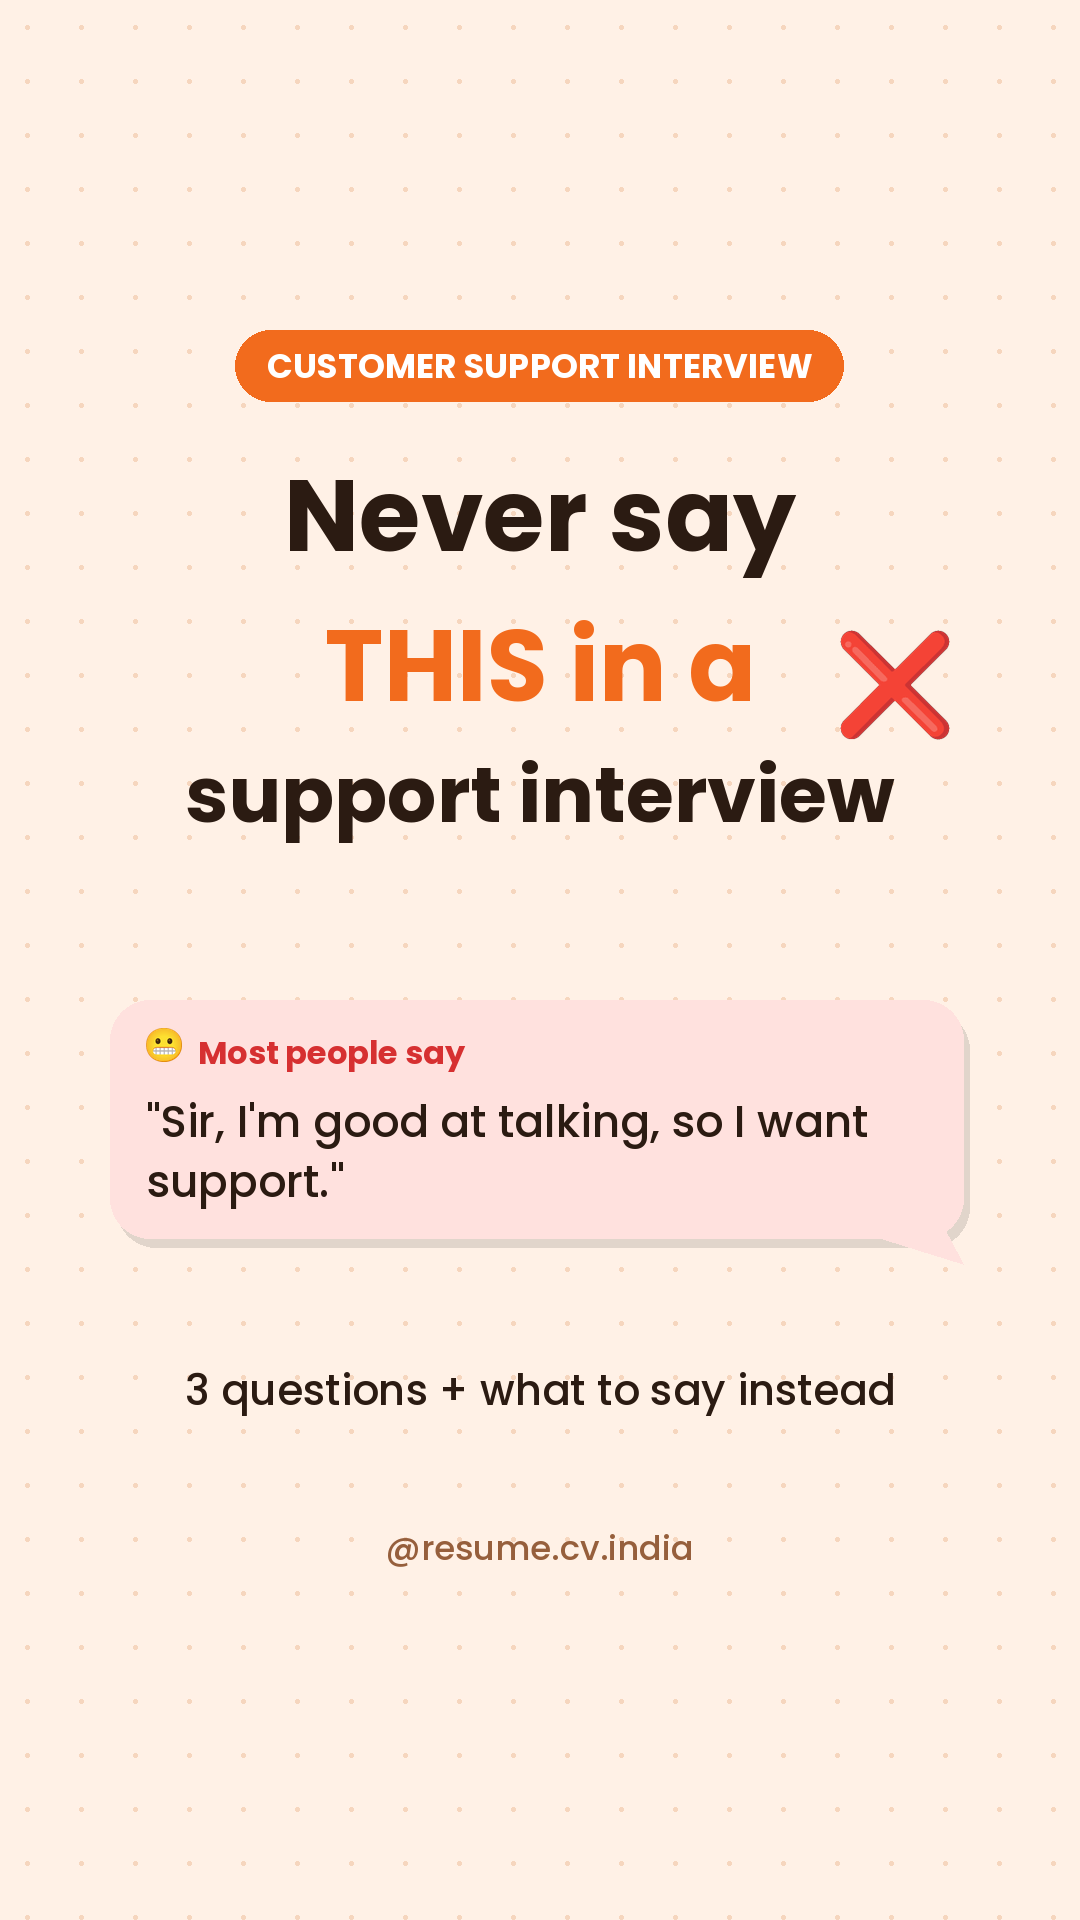 CUSTOMER SUPPORT INTERVIEW
Never say
THIS in a
support interview
Most people say
"Sir, I'm good at talking, so I want
support."
3 questions + what to say instead
@resume.cv.india